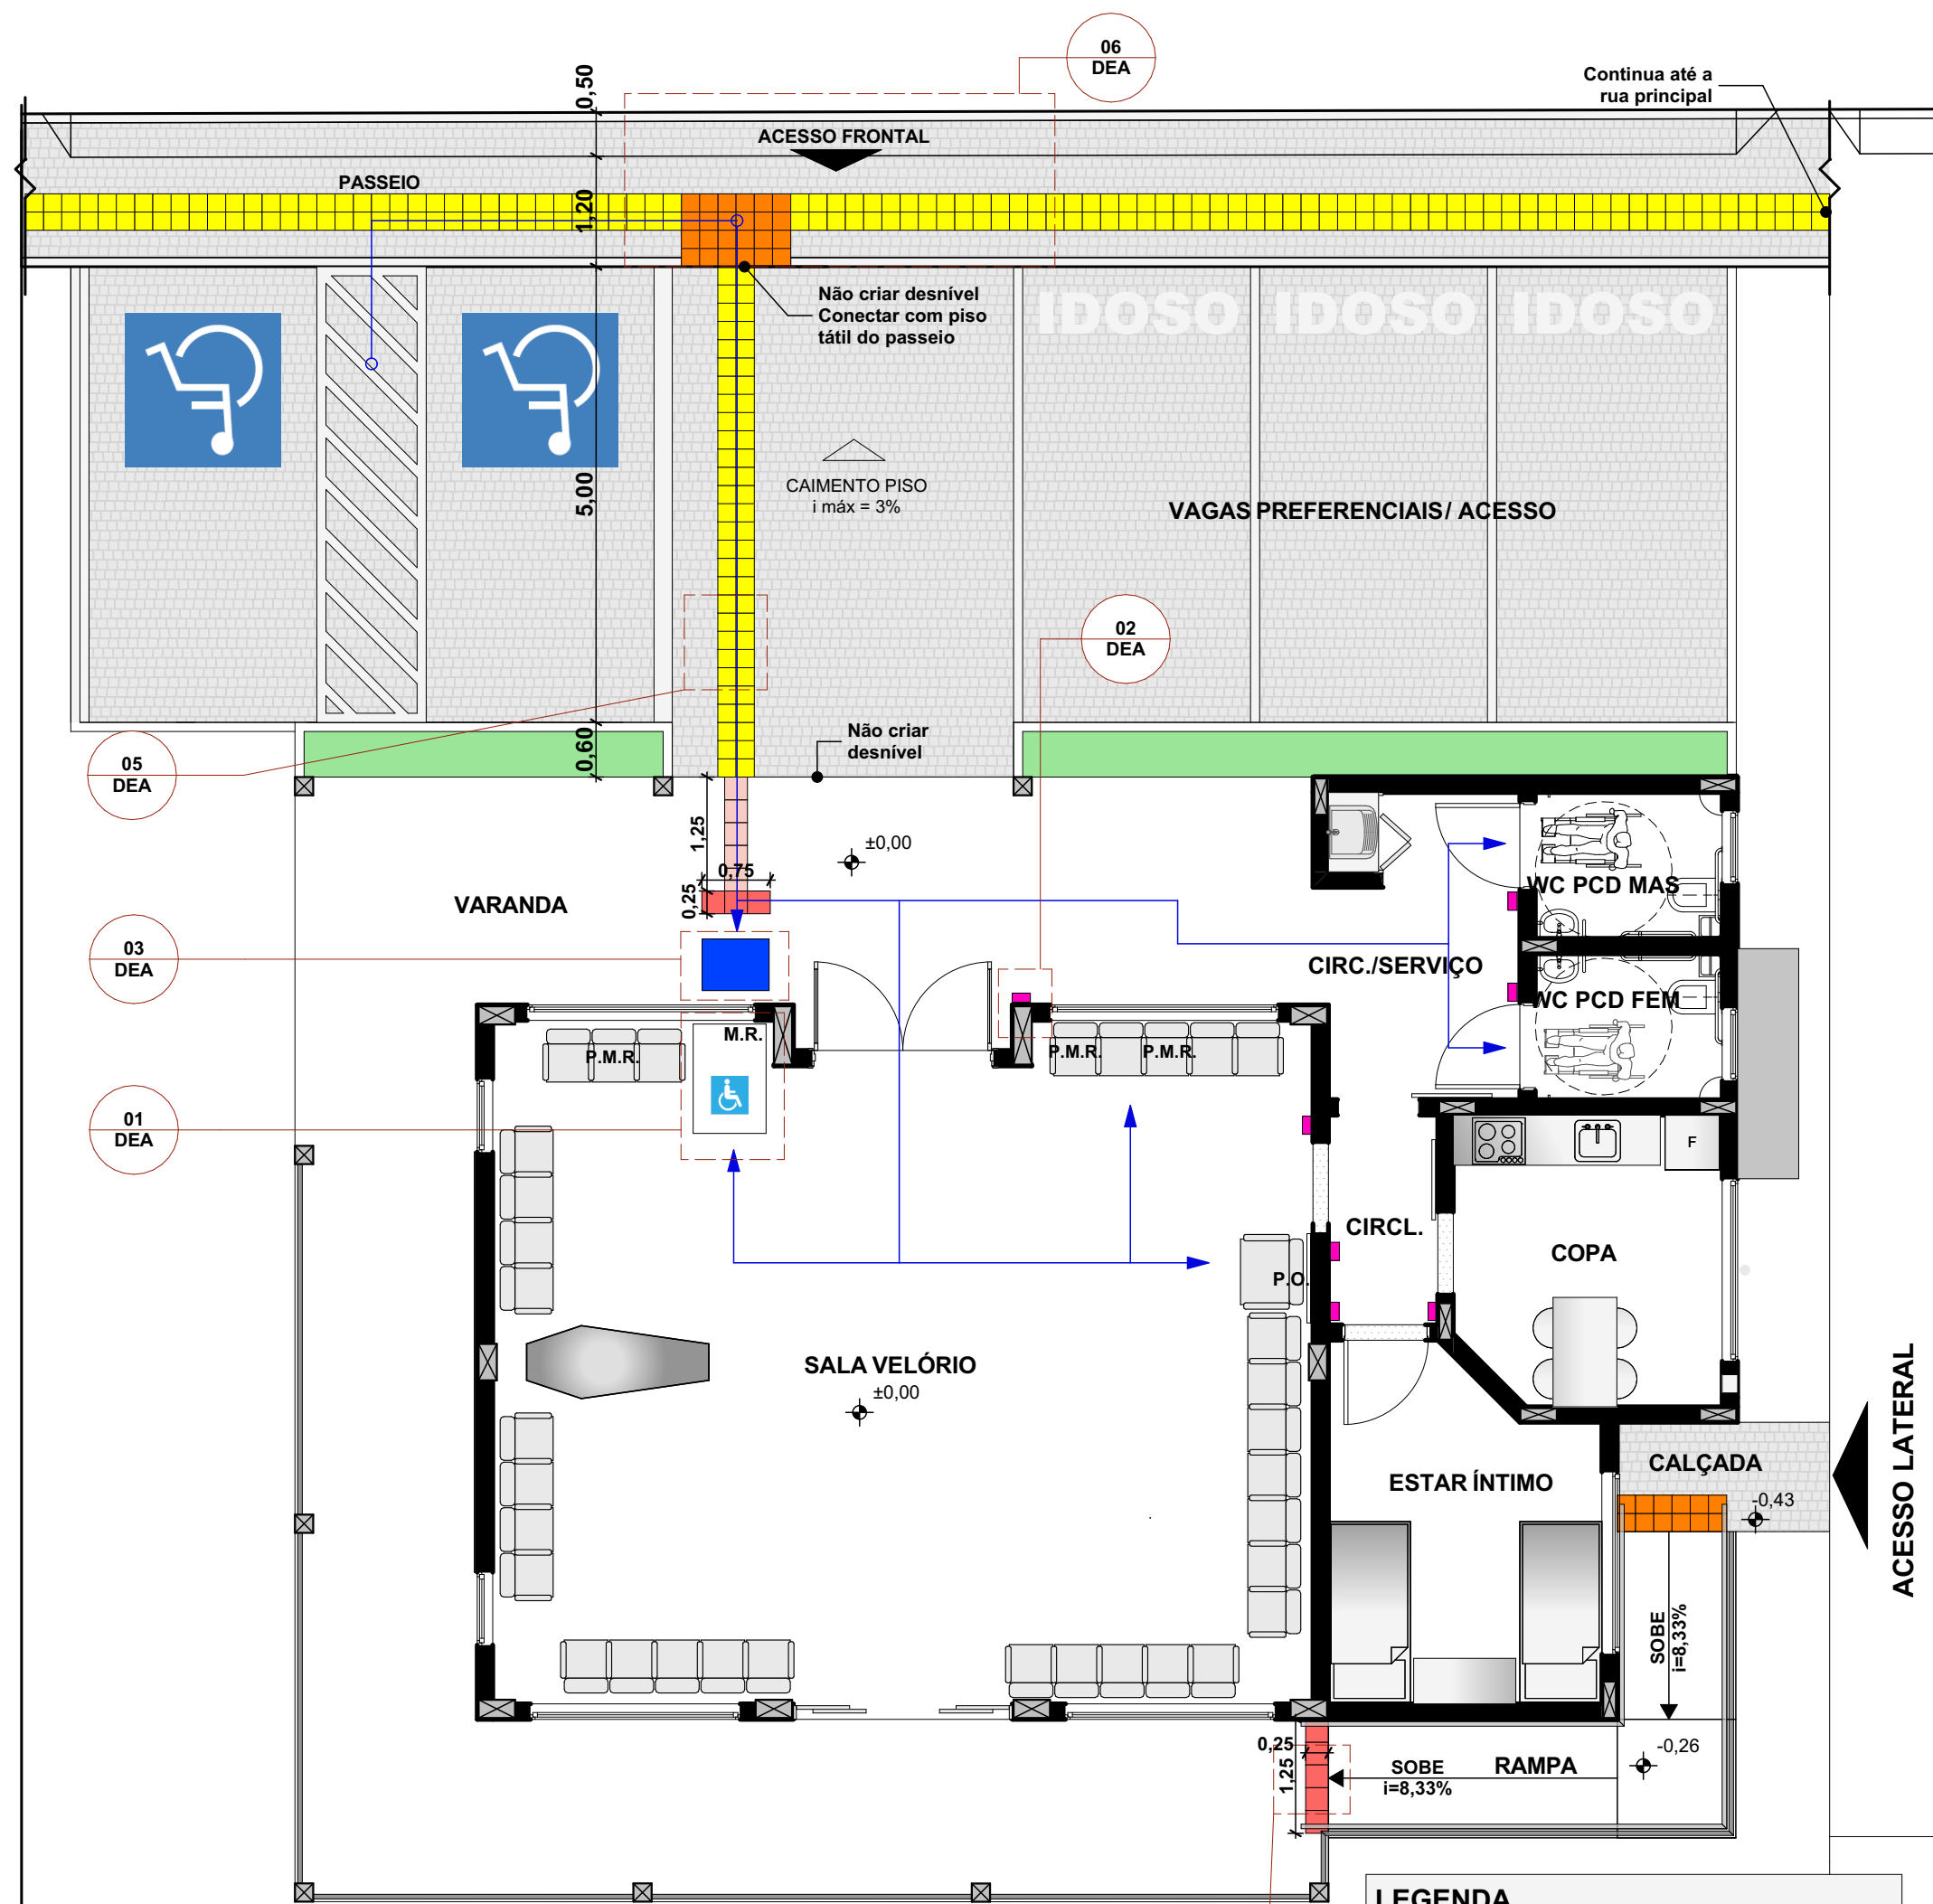 06
DEA
Continua até a
rua principal
0,50
ACESSO FRONTAL
PASSEIO
1,20
Não criar desnível
Conectar com piso
tátil do passeio
IDOSO
IDOSO
IDOSO
CAIMENTO PISO
i máx = 3%
5,00
VAGAS PREFERENCIAIS/ ACESSO
02
DEA
05
DEA
0,60
Não criar
desnível
1,25
±0,00
0,75
0,25
VARANDA
WC PCD MAS
03
DEA
CIRC./SERVIÇO
WC PCD FEM
M.R.
P.M.R.
P.M.R.
P.M.R.
01
DEA
F
CIRCL.
COPA
P.O.
SALA VELÓRIO
±0,00
ACESSO LATERAL
CALÇADA
ESTAR ÍNTIMO
-0,43
SOBE
i=8,33%
0,25
1,25
SOBE
i=8,33%
RAMPA
-0,26
LEGENDA